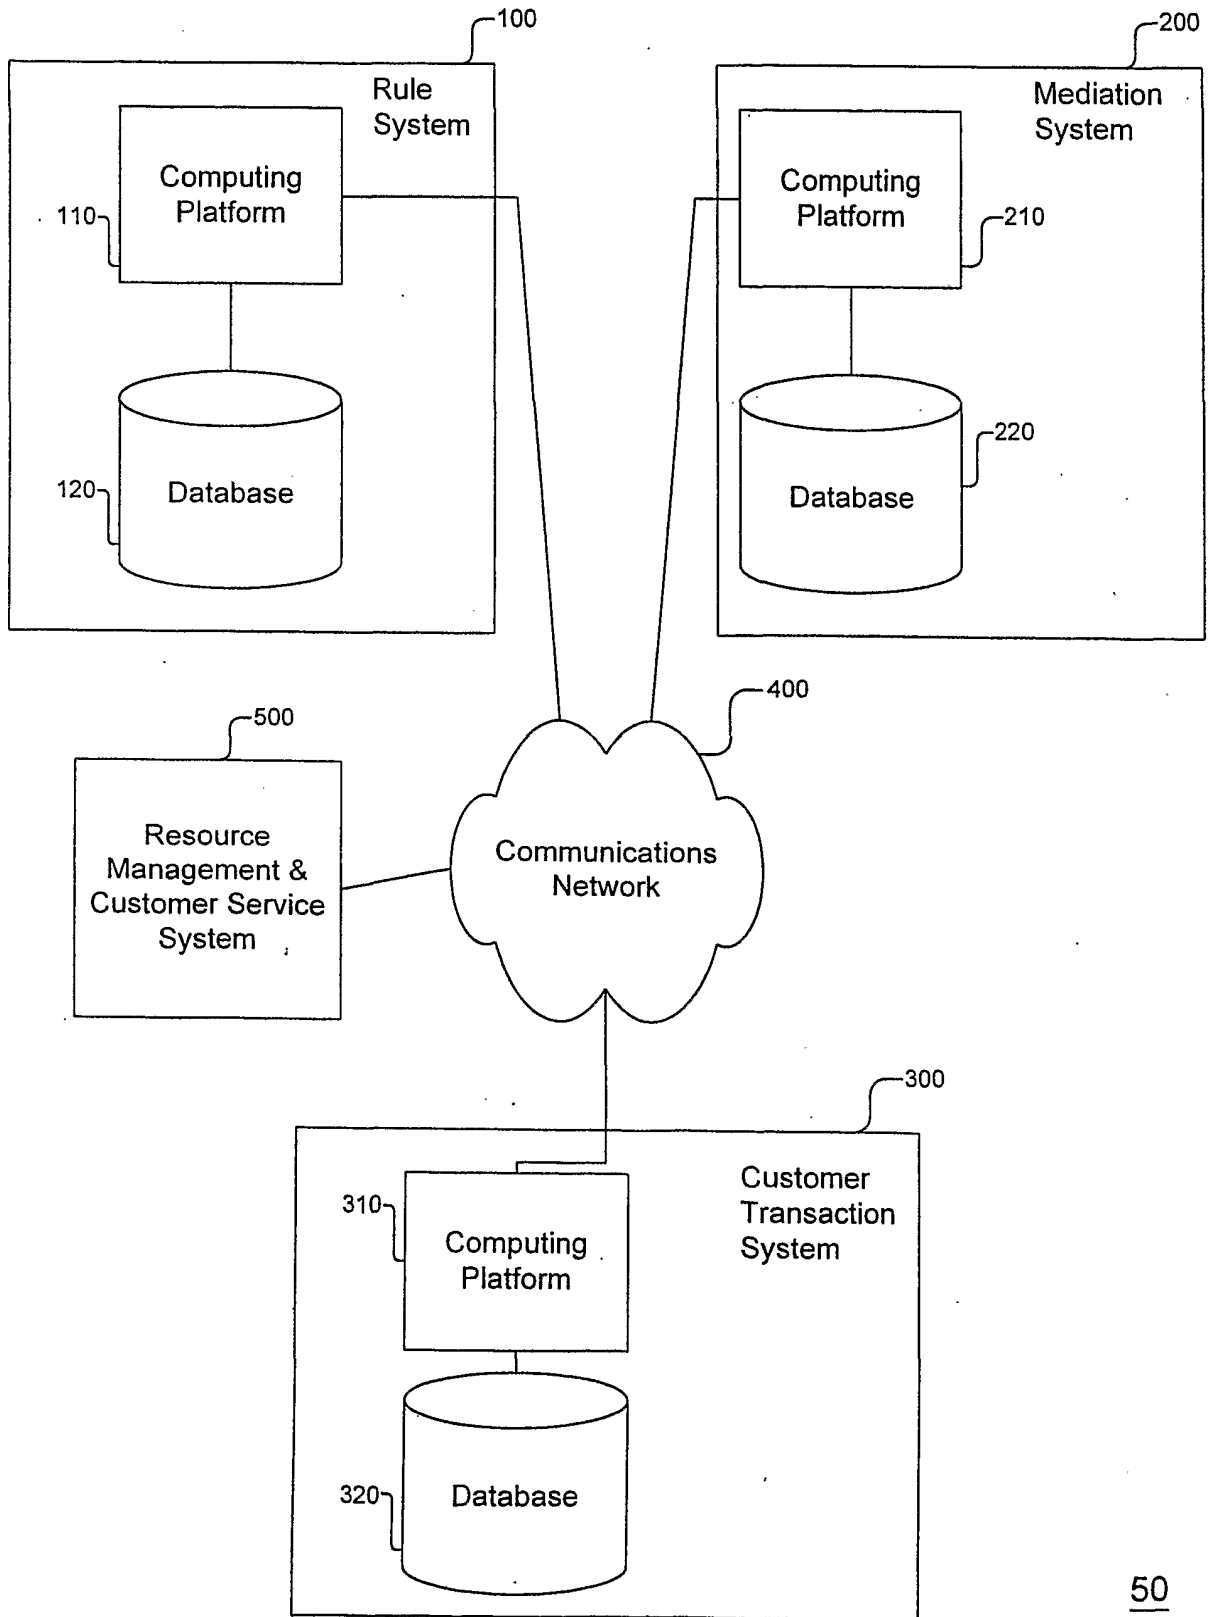 100
Rule
System
Computing
Platform
110
Database
120
200
Mediation
System
Computing
Platform
210
220
Database
400
Communications
Network
500
Resource
Management &
Customer Service
System
300
Customer
Transaction
System
310
Computing
Platform
320
Database
50